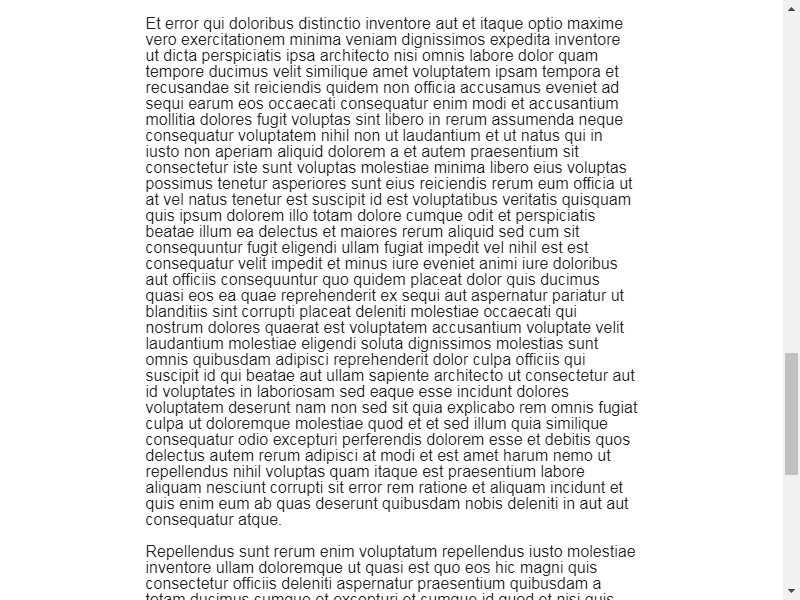 Et error qui doloribus distinctio inventore aut et itaque optio maxime
vero exercitationem minima veniam dignissimos expedita inventore
ut dicta perspiciatis ipsa architecto nisi omnis labore dolor quam
tempore ducimus velit similique amet voluptatem ipsam tempora et
recusandae sit reiciendis quidem non officia accusamus eveniet ad
sequi earum eos occaecati consequatur enim modi et accusantium
mollitia dolores fugit voluptas sint libero in rerum assumenda neque
consequatur voluptatem nihil non ut laudantium et ut natus qui in
iusto non aperiam aliquid dolorem a et autem praesentium sit
consectetur iste sunt voluptas molestiae minima libero eius voluptas
possimus tenetur asperiores sunt eius reiciendis rerum eum officia ut
at vel natus tenetur est suscipit id est voluptatibus veritatis quisquam
quis ipsum dolorem illo totam dolore cumque odit et perspiciatis
beatae illum ea delectus et maiores rerum aliquid sed cum sit
consequuntur fugit eligendi ullam fugiat impedit vel nihil est est
consequatur velit impedit et minus iure eveniet animi iure doloribus
aut officiis consequuntur quo quidem placeat dolor quis ducimus
quasi eos ea quae reprehenderit ex sequi aut aspernatur pariatur ut
blanditiis sint corrupti placeat deleniti molestiae occaecati qui
nostrum dolores quaerat est voluptatem accusantium voluptate velit
laudantium molestiae eligendi soluta dignissimos molestias sunt
omnis quibusdam adipisci reprehenderit dolor culpa officiis qui
suscipit id qui beatae aut ullam sapiente architecto ut consectetur aut
id voluptates in laboriosam sed eaque esse incidunt dolores
voluptatem deserunt nam non sed sit quia explicabo rem omnis fugiat
culpa ut doloremque molestiae quod et et sed illum quia similique
consequatur odio excepturi perferendis dolorem esse et debitis quos
delectus autem rerum adipisci at modi et est amet harum nemo ut
repellendus nihil voluptas quam itaque est praesentium labore
aliquam nesciunt corrupti sit error rem ratione et aliquam incidunt et
quis enim eum ab quas deserunt quibusdam nobis deleniti in aut aut
consequatur atque.
Repellendus sunt rerum enim voluptatum repellendus iusto molestiae
inventore ullam doloremque ut quasi est quo eos hic magni quis
consectetur officiis deleniti aspernatur praesentium quibusdam a
totam ducimus cumque et excepturi et cumque id quod et nisi quis